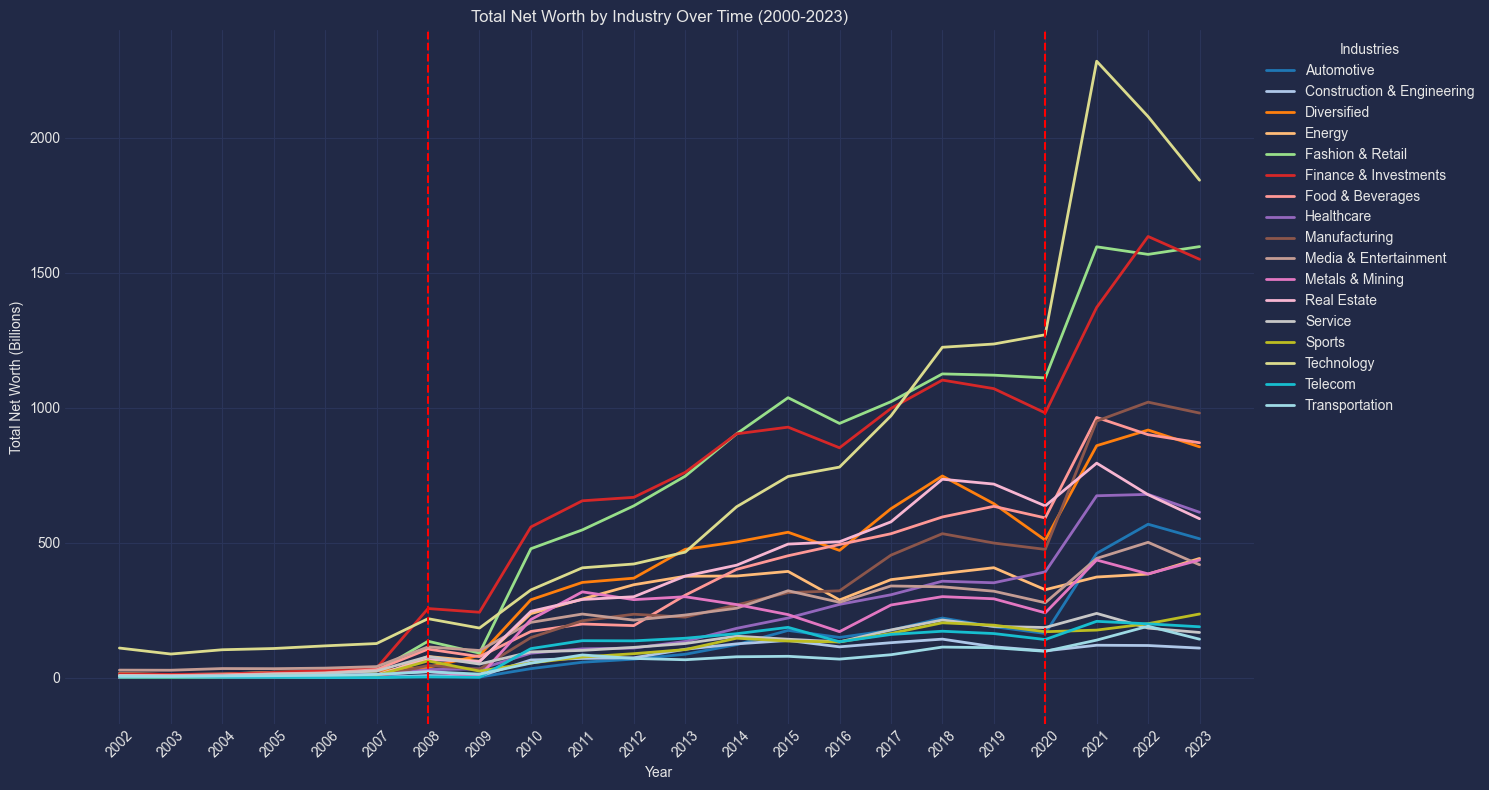 Total Net Worth by Industry Over Time (2000-2023)
Total Net Worth (Billions)
2000
1500
1000
500
0
2002 2003 2004 2005 2006 2007 2008 2009 2010 2011 2012 2013 2014 2015 2016 2017 2018 2019 2020 2021 2022 2023
Year
Industries
Automotive
Construction & Engineering
Diversified
Energy
Fashion & Retail
Finance & Investments
Food & Beverages
Healthcare
Manufacturing
Media & Entertainment
Metals & Mining
Real Estate
Service
Sports
Technology
Telecom
Transportation